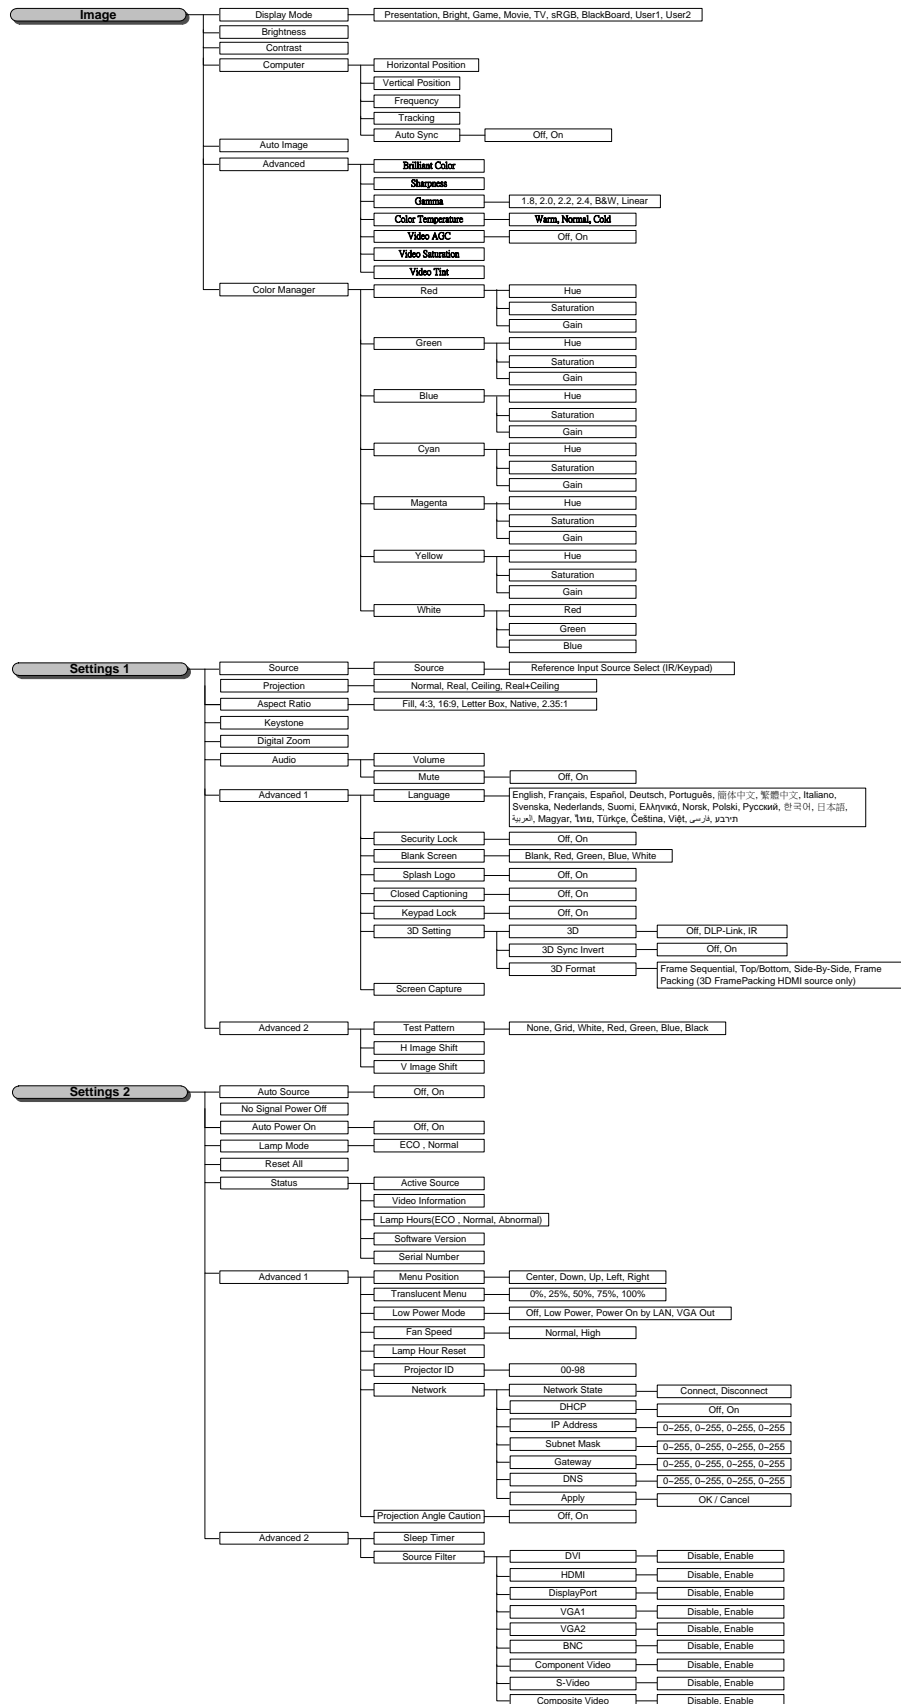 Image
Display Mode
Presentation, Bright, Game, Movie, TV, sRGB, BlackBoard, User1, User2
Brightness
Contrast
Computer
Horizontal Position
Vertical Position
Frequency
Tracking
Auto Sync
Off, On
Auto Image
Advanced
Brilliant Color
Sharpness
Gamma
1.8, 2.0, 2.2, 2.4, B&W, Linear
Color Temperature
Warm, Normal, Cold
Video AGC
Off, On
Video Saturation
Video Tint
Color Manager
Red
Hue
Saturation
Gain
Green
Hue
Saturation
Gain
Blue
Hue
Saturation
Gain
Cyan
Hue
Saturation
Gain
Magenta
Hue
Saturation
Gain
Yellow
Hue
Saturation
Gain
White
Red
Green
Blue
Settings 1
Source
Source
Reference Input Source Select (IR/Keypad)
Projection
Normal, Real, Ceiling, Real+Ceiling
Aspect Ratio
Fill, 4:3, 16:9, Letter Box, Native, 2.35:1
Keystone
Digital Zoom
Audio
Volume
Mute
Off, On
Advanced 1
Language
English, Français, Español, Deutsch, Português, 簡体中文, 繁體中文, Italiano,
Svenska, Nederlands, Suomi, Ελληνικά, Norsk, Polski, Русский, 한국어, 日本語,
العربية, Magyar, ไทย, Türkçe, Čeština, Việt, فارسی, תירבע
Security Lock
Off, On
Blank Screen
Blank, Red, Green, Blue, White
Splash Logo
Off, On
Closed Captioning
Off, On
Keypad Lock
Off, On
3D Setting
3D
Off, DLP-Link, IR
3D Sync Invert
Off, On
3D Format
Frame Sequential, Top/Bottom, Side-By-Side, Frame
Packing (3D FramePacking HDMI source only)
Screen Capture
Advanced 2
Test Pattern
None, Grid, White, Red, Green, Blue, Black
H Image Shift
V Image Shift
Settings 2
Auto Source
Off, On
No Signal Power Off
Auto Power On
Off, On
Lamp Mode
ECO , Normal
Reset All
Status
Active Source
Video Information
Lamp Hours(ECO , Normal, Abnormal)
Software Version
Serial Number
Advanced 1
Menu Position
Center, Down, Up, Left, Right
Translucent Menu
0%, 25%, 50%, 75%, 100%
Low Power Mode
Off, Low Power, Power On by LAN, VGA Out
Fan Speed
Normal, High
Lamp Hour Reset
Projector ID
00-98
Network
Network State
Connect, Disconnect
DHCP
Off, On
IP Address
0~255, 0~255, 0~255, 0~255
Subnet Mask
0~255, 0~255, 0~255, 0~255
Gateway
0~255, 0~255, 0~255, 0~255
DNS
0~255, 0~255, 0~255, 0~255
Apply
OK / Cancel
Projection Angle Caution
Off, On
Advanced 2
Sleep Timer
Source Filter
DVI
Disable, Enable
HDMI
Disable, Enable
DisplayPort
Disable, Enable
VGA1
Disable, Enable
VGA2
Disable, Enable
BNC
Disable, Enable
Component Video
Disable, Enable
S-Video
Disable, Enable
Composite Video
Disable, Enable